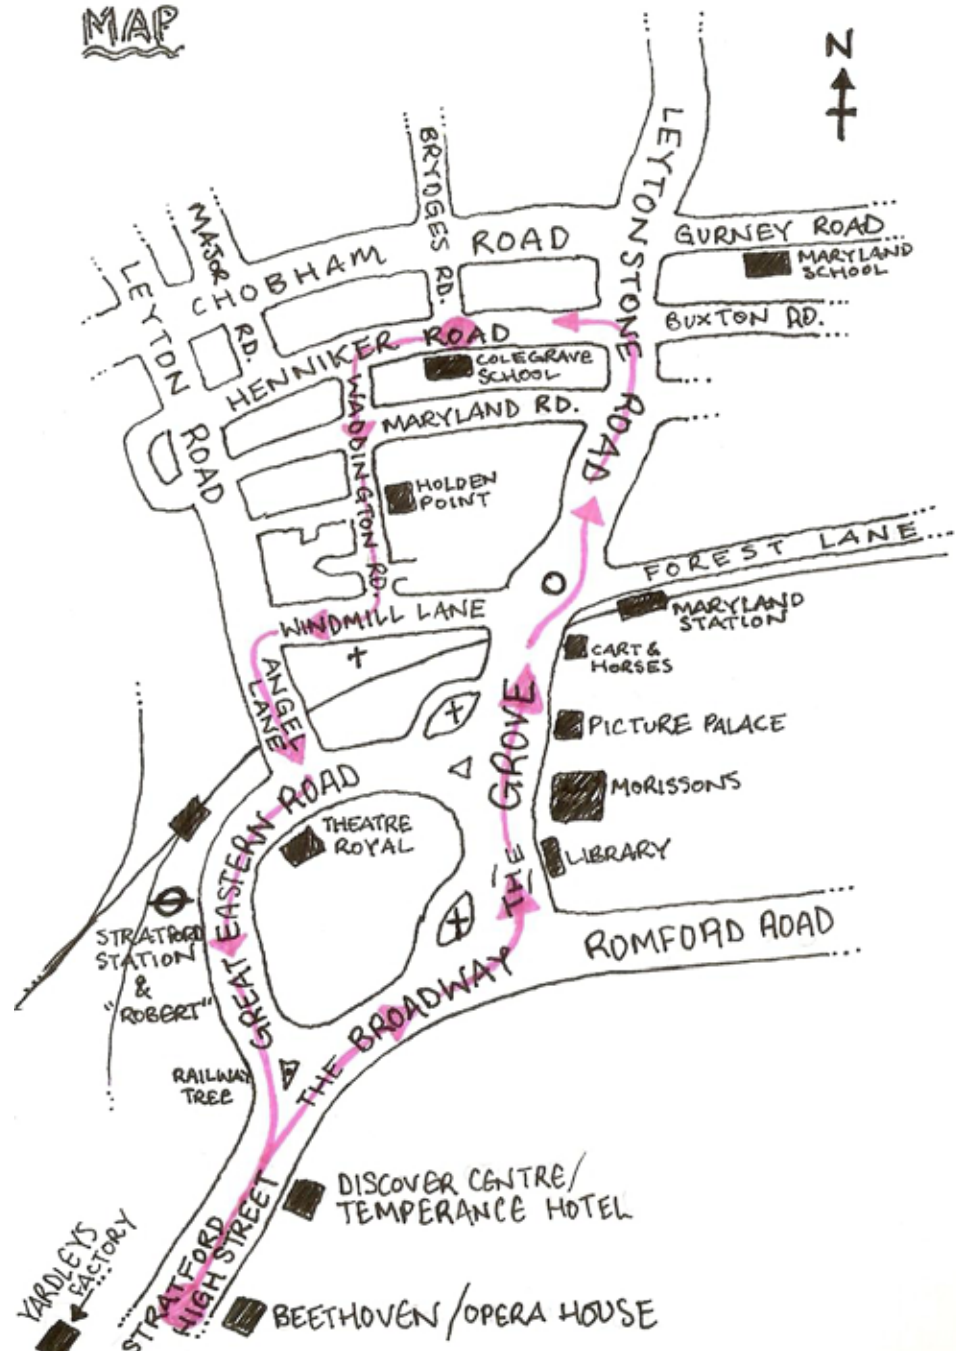 MAP
N
LEYTONSTONE ROAD
BRYDGES RD.
MAJOR RD.
CHOBHAM ROAD
GURNEY ROAD
MARYLAND
SCHOOL
LEYTON ROAD
BUXTON RD.
HENNIKER ROAD
COLEGRAVE
SCHOOL
WADDINGTON RD.
MARYLAND RD.
HOLDEN
POINT
FOREST LANE
MARYLAND
STATION
WINDMILL LANE
CART &
HORSES
ANGEL
LANE
THE GROVE
PICTURE PALACE
MORISSONS
GREAT EASTERN ROAD
THEATRE
ROYAL
LIBRARY
ROMFORD ROAD
STRATFORD
STATION
&
"ROBERT"
THE BROADWAY
RAILWAY
TREE
DISCOVER CENTRE/
TEMPERANCE HOTEL
STRATFORD
HIGH STREET
YARDLEYS
FACTORY
BEETHOVEN/OPERA HOUSE